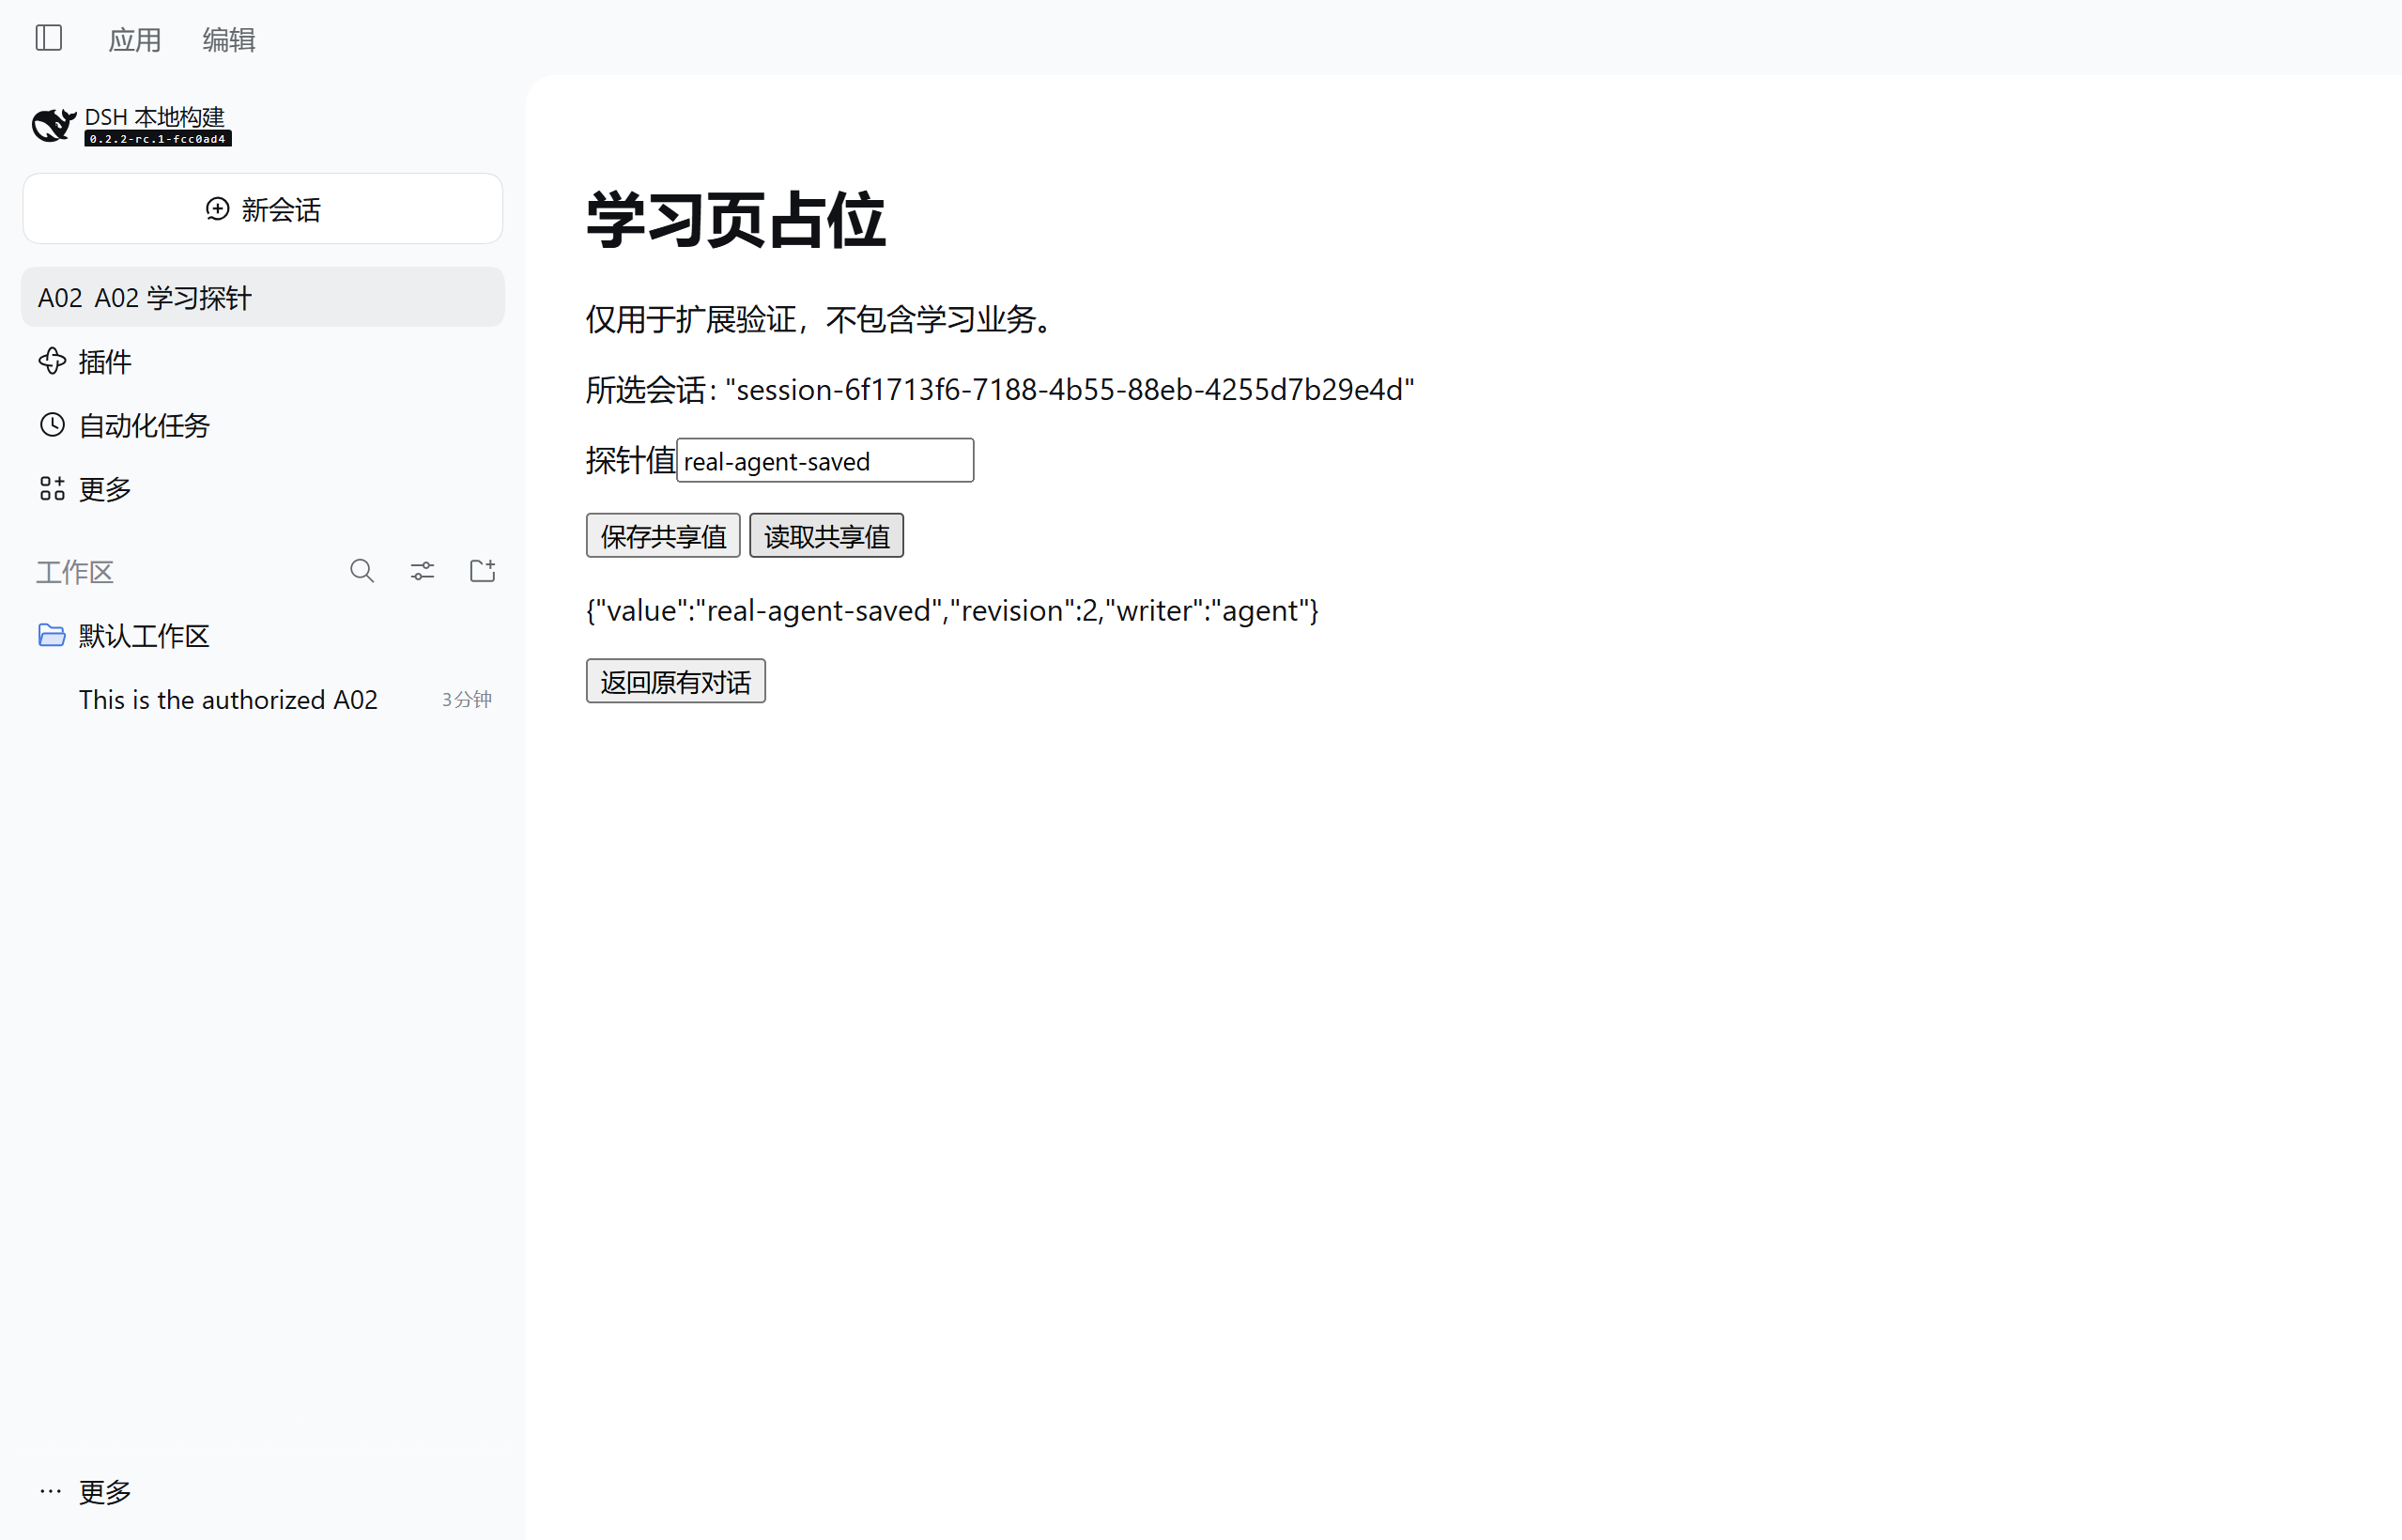 应用 编辑
DSH 本地构建
0.2.2-rc.1-fcc0ad4
新会话
A02 A02 学习探针
插件
自动化任务
更多
工作区
默认工作区
This is the authorized A02 3分钟
更多
学习页占位
仅用于扩展验证，不包含学习业务。
所选会话："session-6f1713f6-7188-4b55-88eb-4255d7b29e4d"
探针值 real-agent-saved
保存共享值 读取共享值
{"value":"real-agent-saved","revision":2,"writer":"agent"}
返回原有对话